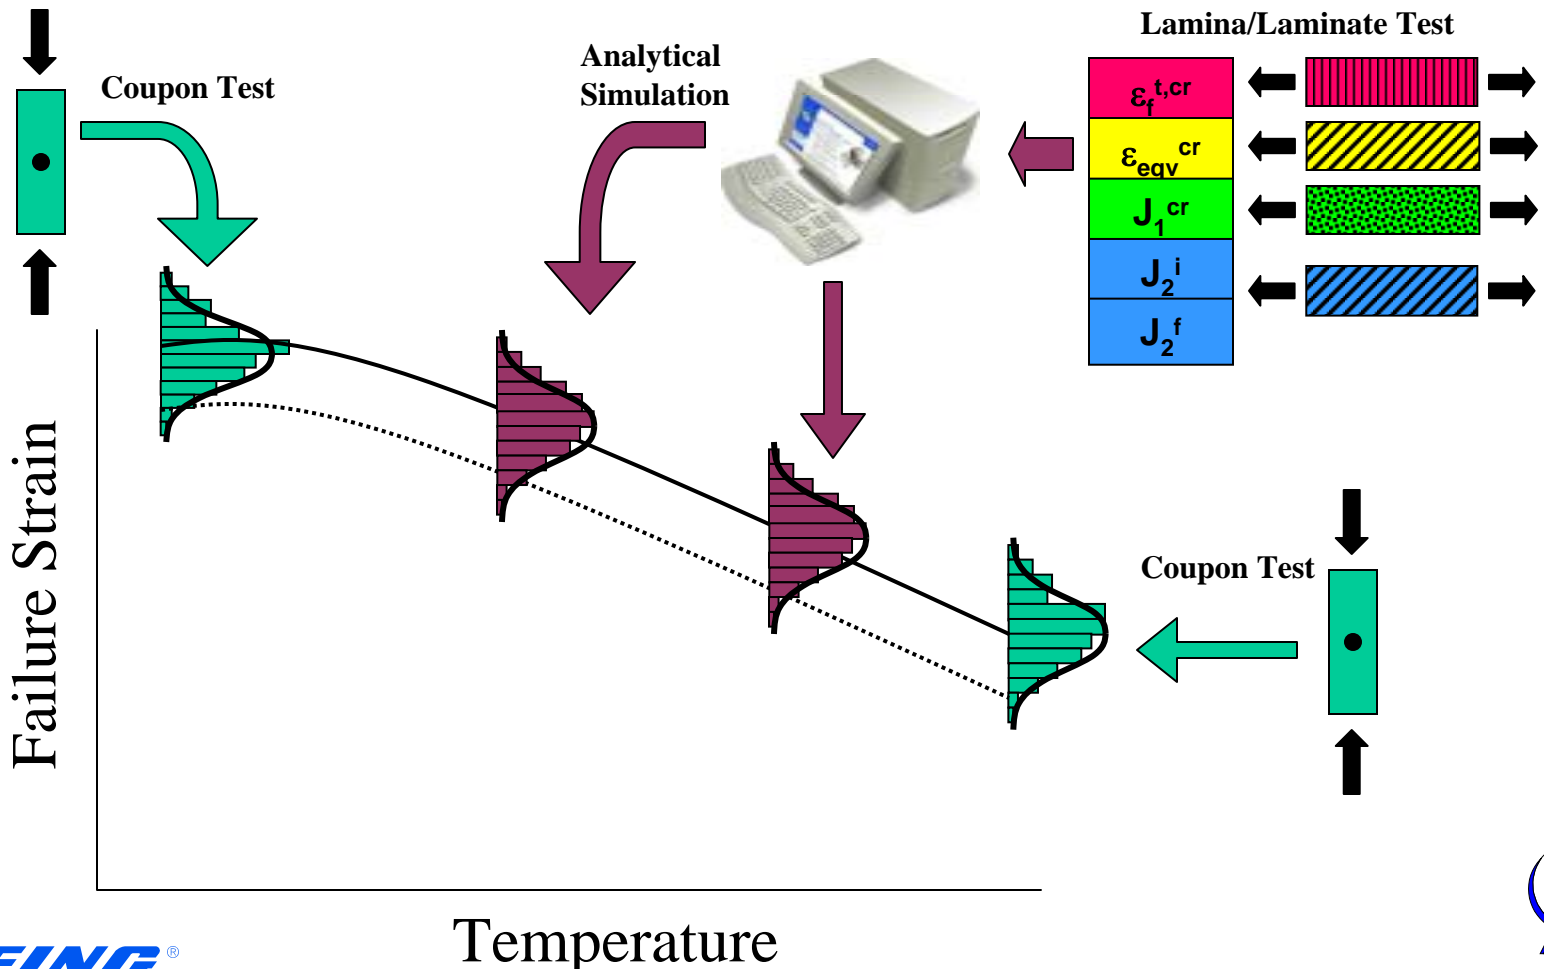 Lamina/Laminate Test
Analytical
Simulation
Coupon Test
εf t,cr
εeqv cr
J1 cr
J2 i
J2 f
Failure Strain
Coupon Test
Temperature
®